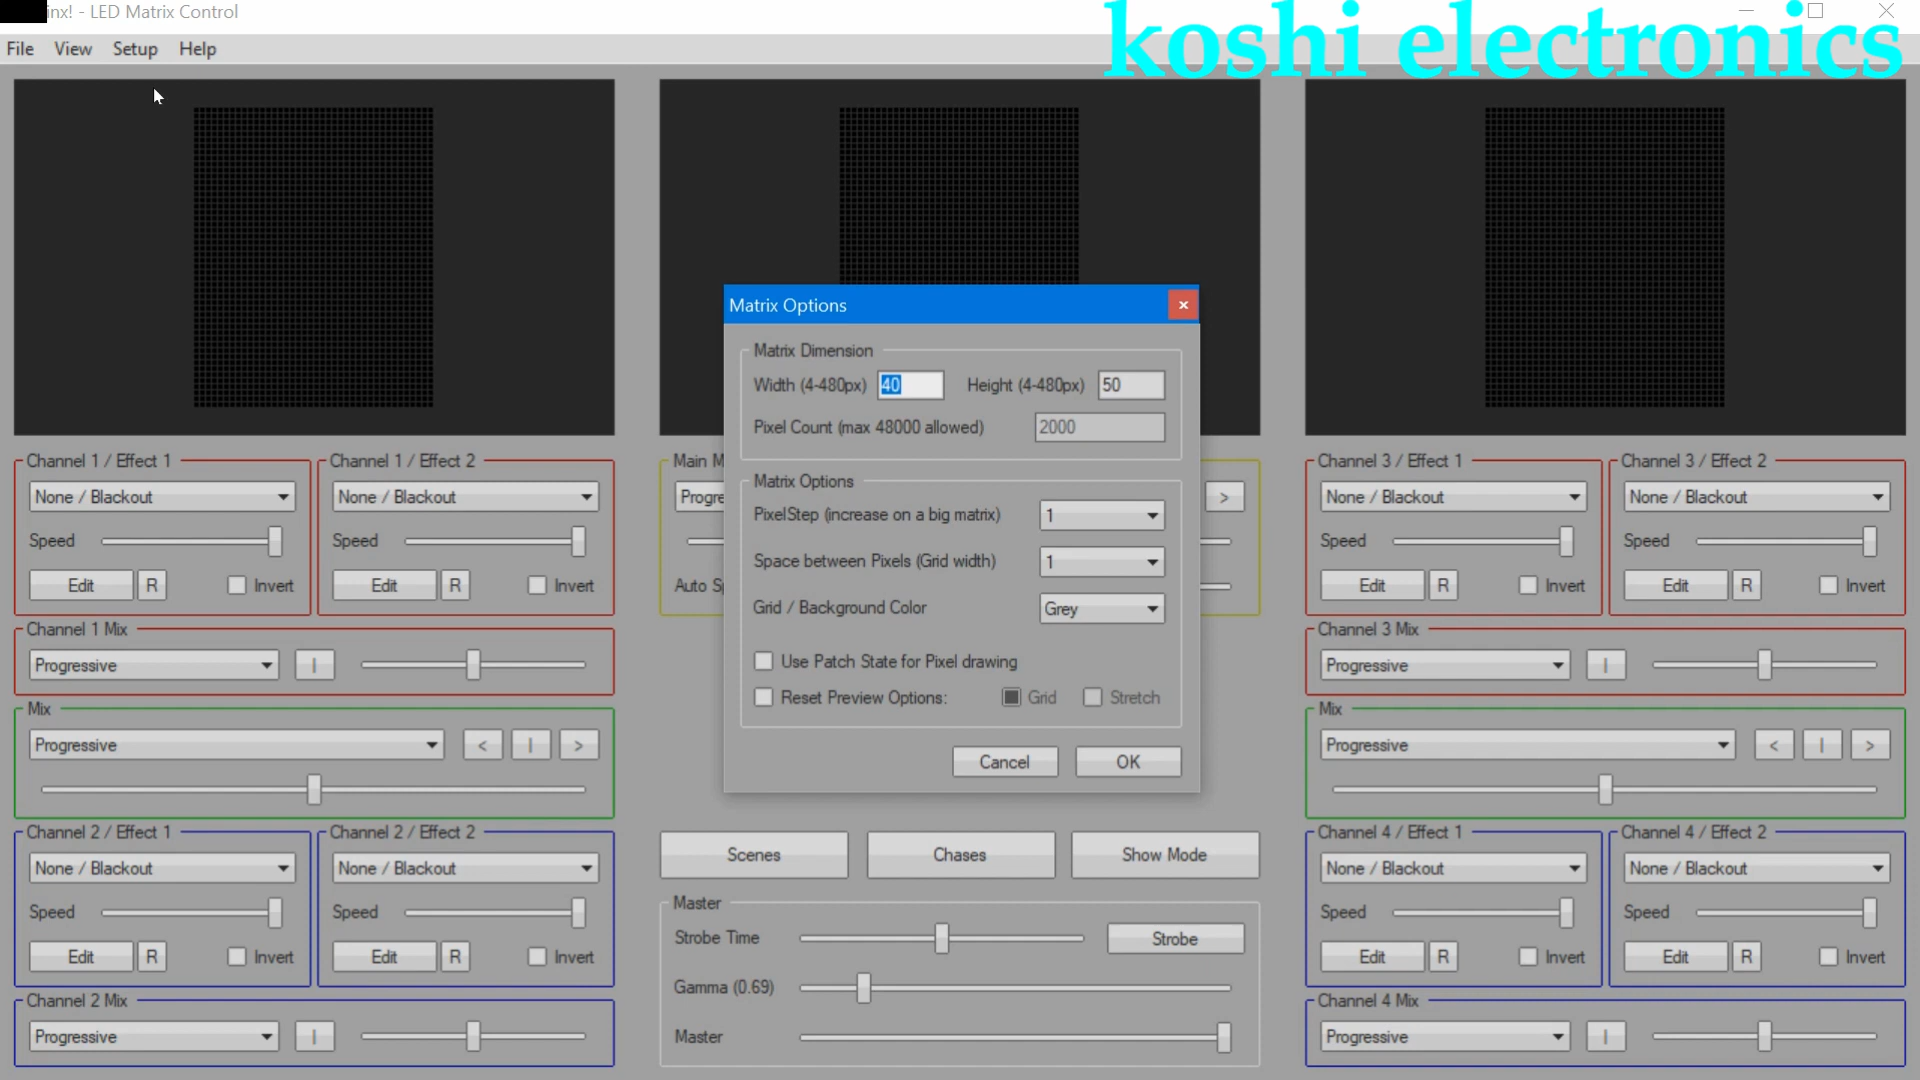 inx! - LED Matrix Control
koshi electronics
File View Setup Help
Matrix Options
Matrix Dimension
Width (4-480px) 40 Height (4-480px) 50
Pixel Count (max 48000 allowed) 2000
Matrix Options
PixelStep (increase on a big matrix) 1
Space between Pixels (Grid width) 1
Grid / Background Color Grey
Use Patch State for Pixel drawing
Reset Preview Options: Grid Stretch
Cancel OK
Channel 1 / Effect 1
None / Blackout
Speed
Edit R Invert
Channel 1 / Effect 2
None / Blackout
Speed
Edit R Invert
Channel 1 Mix
Progressive |
Mix
Progressive < | >
Channel 2 / Effect 1
None / Blackout
Speed
Edit R Invert
Channel 2 / Effect 2
None / Blackout
Speed
Edit R Invert
Channel 2 Mix
Progressive |
Main M
Progre >
Auto S
Scenes Chases Show Mode
Master
Strobe Time Strobe
Gamma (0.69)
Master
Channel 3 / Effect 1
None / Blackout
Speed
Edit R Invert
Channel 3 / Effect 2
None / Blackout
Speed
Edit R Invert
Channel 3 Mix
Progressive |
Mix
Progressive < | >
Channel 4 / Effect 1
None / Blackout
Speed
Edit R Invert
Channel 4 / Effect 2
None / Blackout
Speed
Edit R Invert
Channel 4 Mix
Progressive |